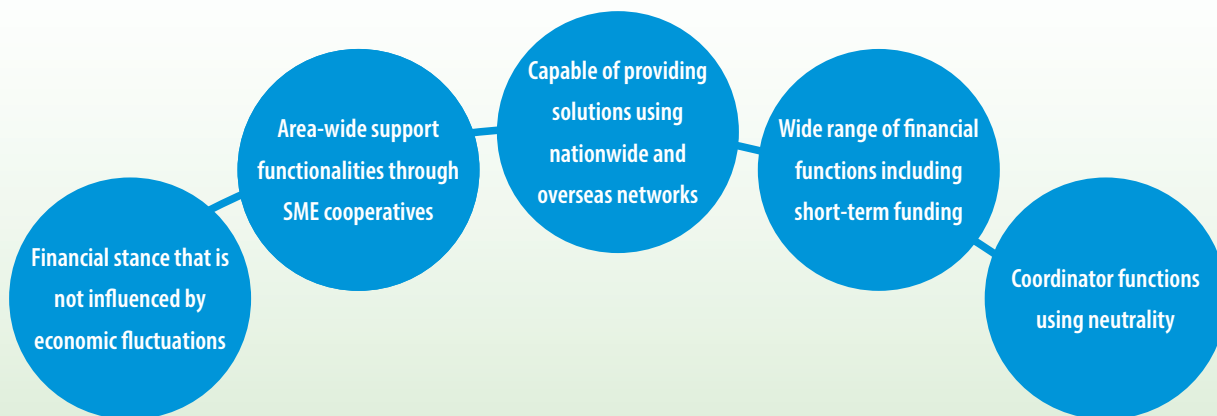 Financial stance that is
not influenced by
economic fluctuations
Area-wide support
functionalities through
SME cooperatives
Capable of providing
solutions using
nationwide and
overseas networks
Wide range of financial
functions including
short-term funding
Coordinator functions
using neutrality